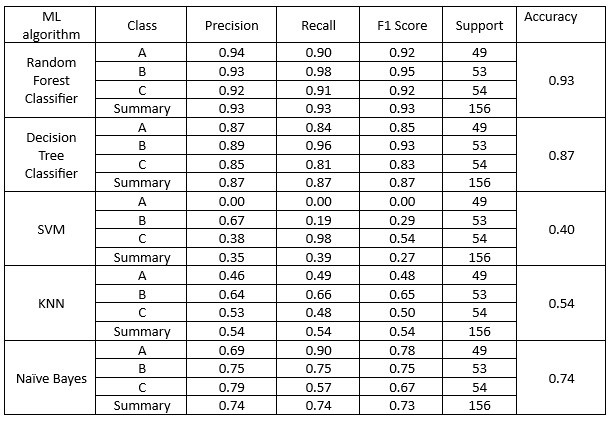 ML algorithm Class Precision Recall F1 Score Support Accuracy
Random Forest Classifier A 0.94 0.90 0.92 49 0.93
B 0.93 0.98 0.95 53
C 0.92 0.91 0.92 54
Summary 0.93 0.93 0.93 156
Decision Tree Classifier A 0.87 0.84 0.85 49 0.87
B 0.89 0.96 0.93 53
C 0.85 0.81 0.83 54
Summary 0.87 0.87 0.87 156
SVM A 0.00 0.00 0.00 49 0.40
B 0.67 0.19 0.29 53
C 0.38 0.98 0.54 54
Summary 0.35 0.39 0.27 156
KNN A 0.46 0.49 0.48 49 0.54
B 0.64 0.66 0.65 53
C 0.53 0.48 0.50 54
Summary 0.54 0.54 0.54 156
Naïve Bayes A 0.69 0.90 0.78 49 0.74
B 0.75 0.75 0.75 53
C 0.79 0.57 0.67 54
Summary 0.74 0.74 0.73 156